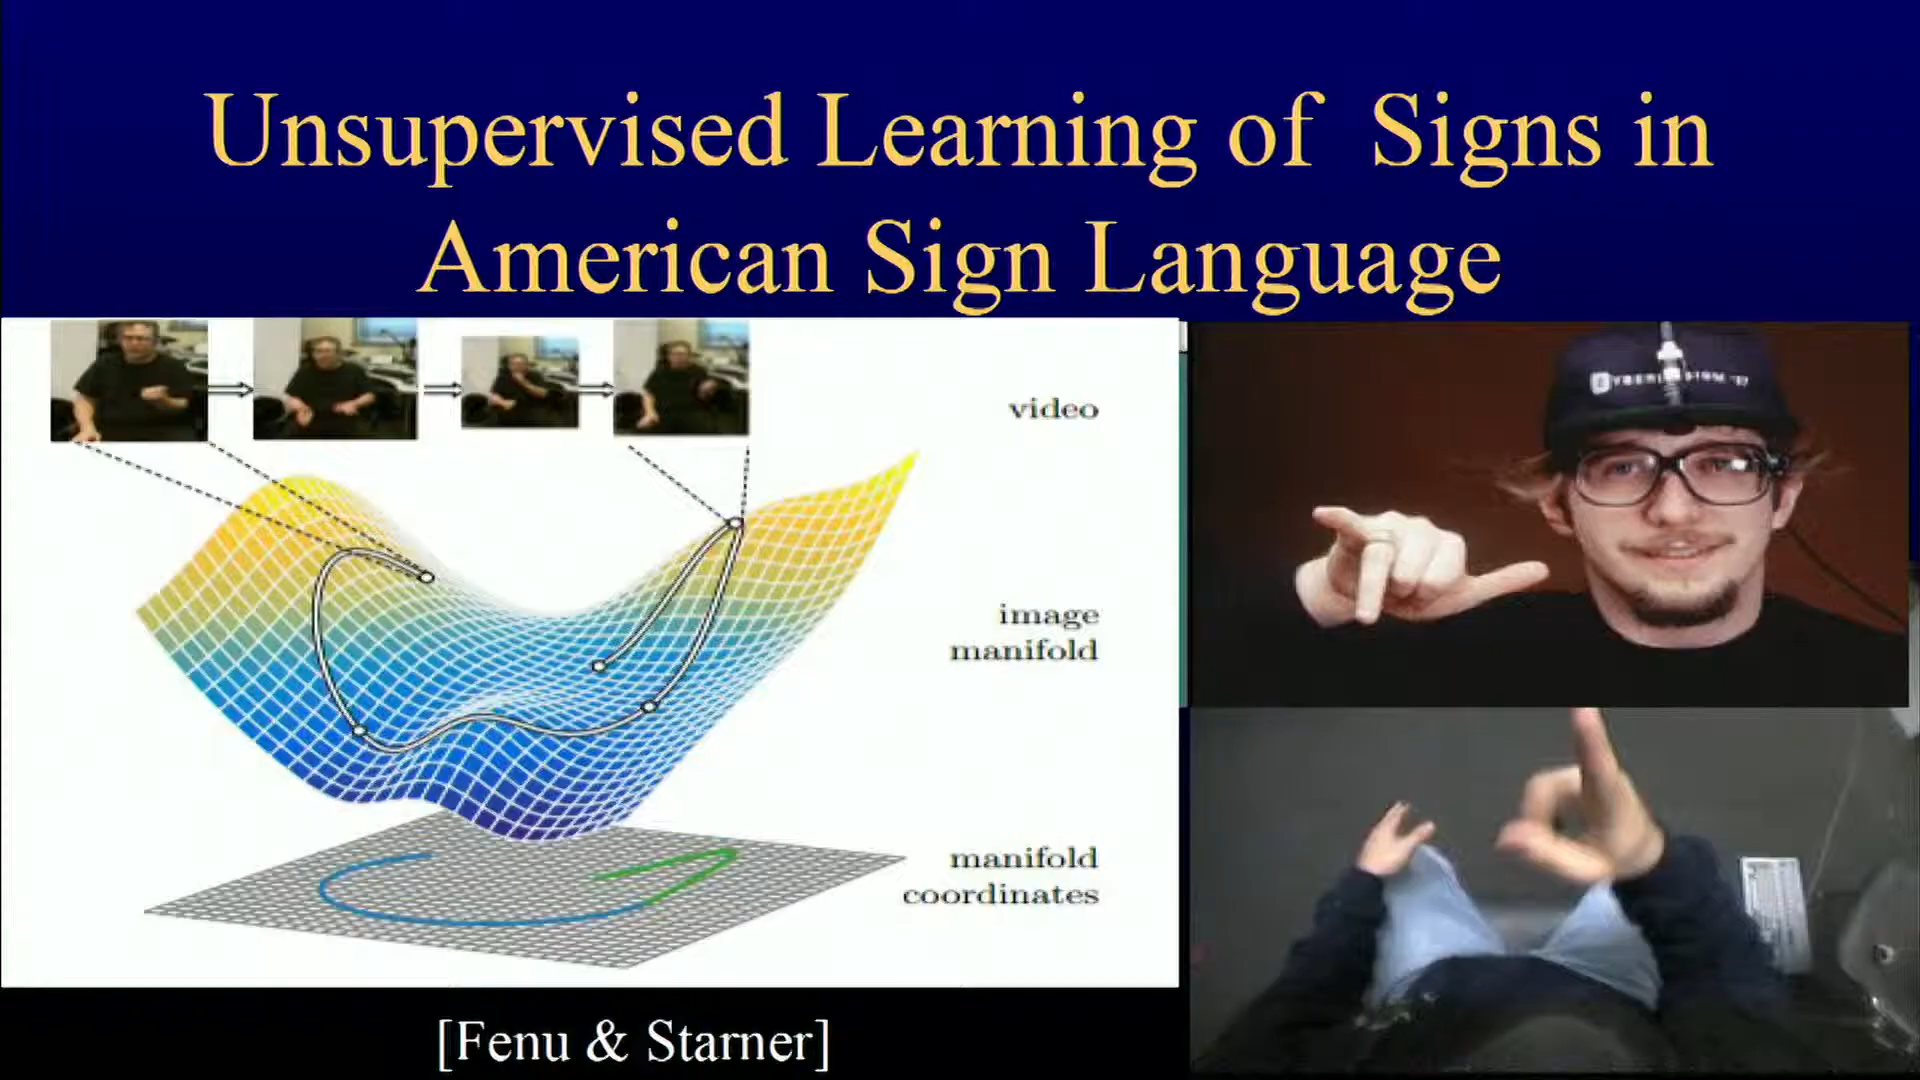 Unsupervised Learning of Signs in
American Sign Language
video
image
manifold
manifold
coordinates
[Fenu & Starner]